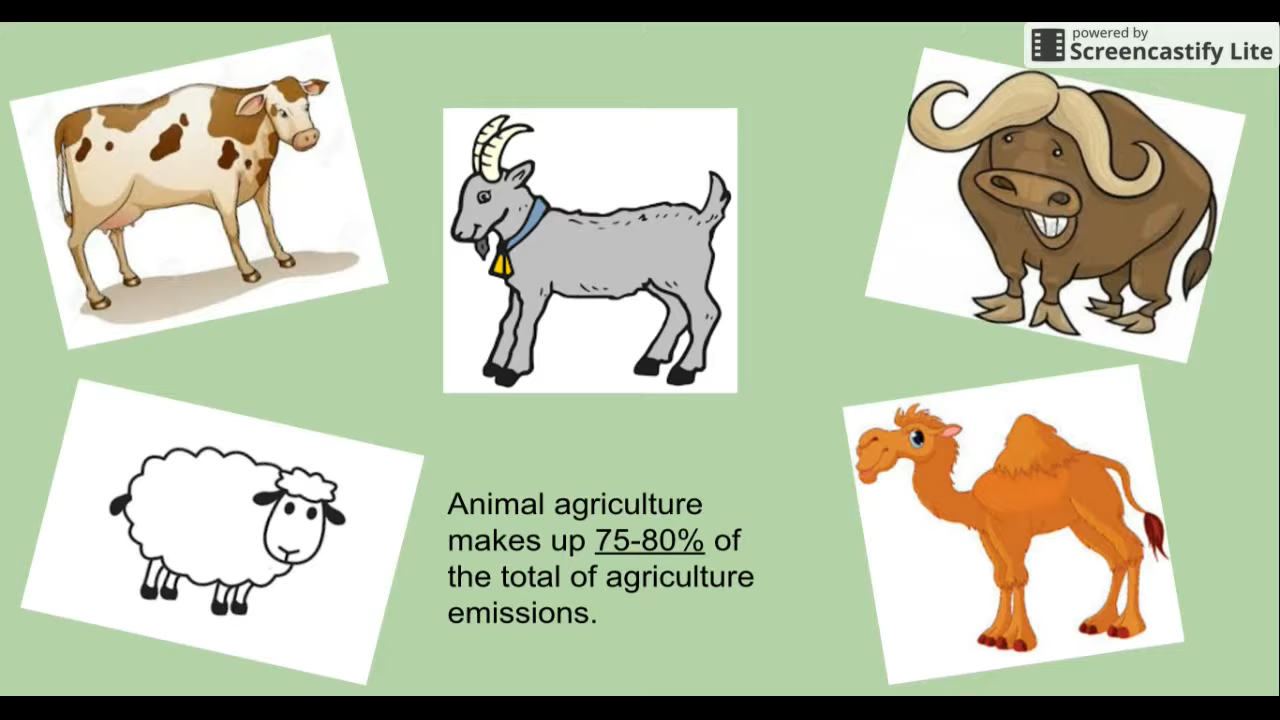 powered by
Screencastify Lite
Animal agriculture
makes up 75-80% of
the total of agriculture
emissions.